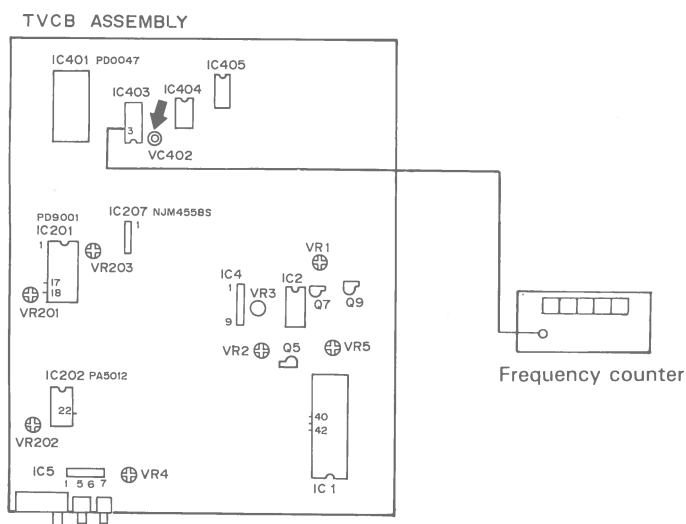 TVCB ASSEMBLY
IC401 PD0047
IC405
IC403
IC404
3
VC402
PD9001
IC201
1
IC207 NJM4558S
1
VR203
17
18
VR201
VR1
IC4
1
9
VR3
IC2
Q7
Q9
VR2
Q5
VR5
Frequency counter
IC202 PA5012
22
VR202
40
42
IC5
1 5 6 7
VR4
IC1